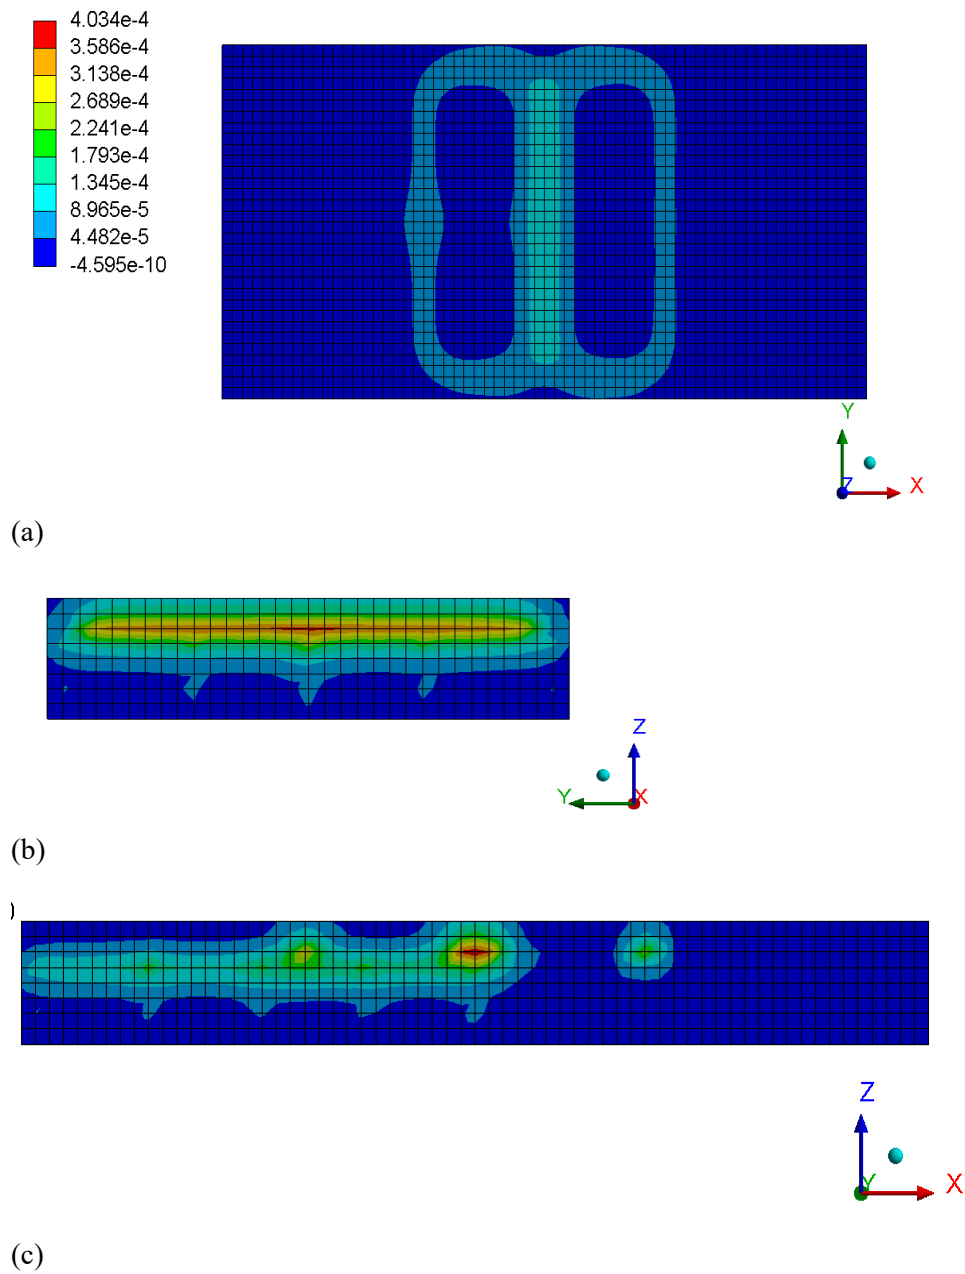 4.034e-4
3.586e-4
3.138e-4
2.689e-4
2.241e-4
1.793e-4
1.345e-4
8.965e-5
4.482e-5
-4.595e-10
Y
Z
X
(a)
Z
Y
X
(b)
)
Z
Y
X
(c)